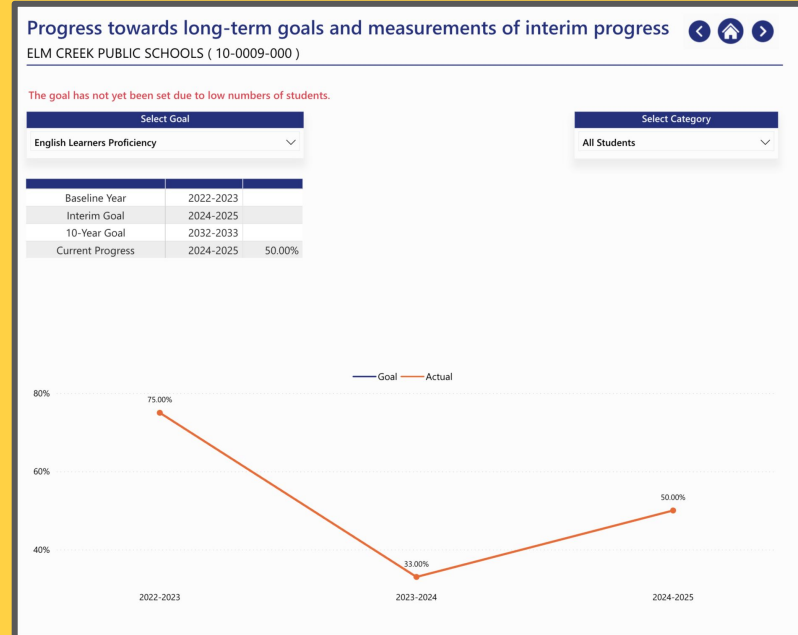 Progress towards long-term goals and measurements of interim progress
ELM CREEK PUBLIC SCHOOLS ( 10-0009-000 )
The goal has not yet been set due to low numbers of students.
Select Goal
English Learners Proficiency
Select Category
All Students
Baseline Year 2022-2023
Interim Goal 2024-2025
10-Year Goal 2032-2033
Current Progress 2024-2025 50.00%
Goal Actual
80%
75.00%
60%
50.00%
40%
33.00%
2022-2023 2023-2024 2024-2025